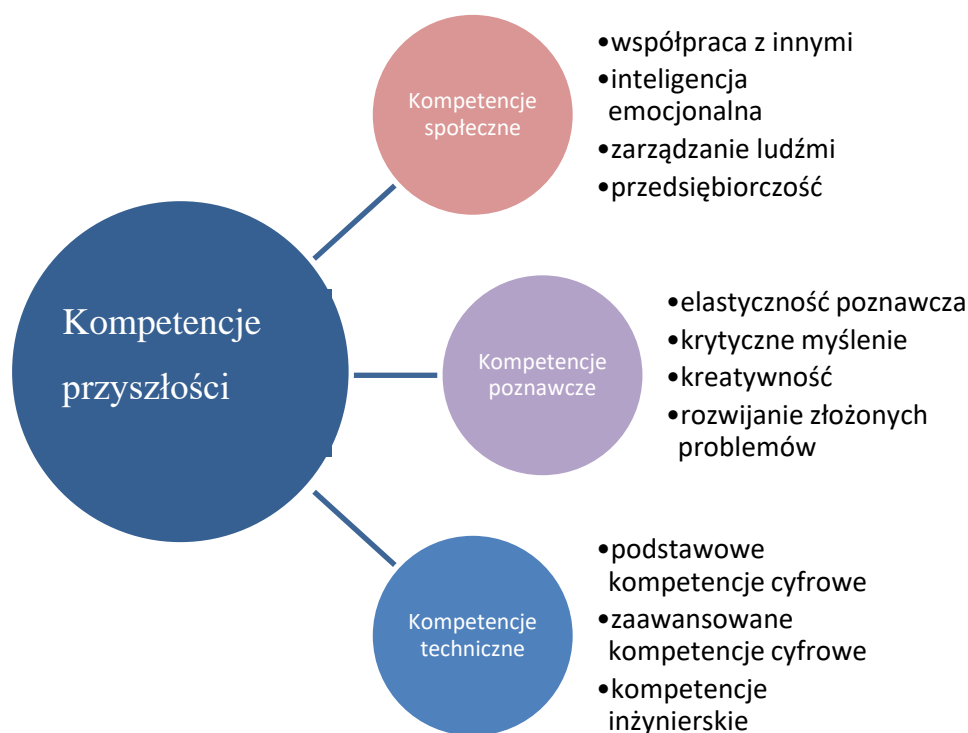 Kompetencje
przyszłości
Kompetencje
społeczne
•współpraca z innymi
•inteligencja
emocjonalna
•zarządzanie ludźmi
•przedsiębiorczość
Kompetencje
poznawcze
•elastyczność poznawcza
•krytyczne myślenie
•kreatywność
•rozwijanie złożonych
problemów
Kompetencje
techniczne
•podstawowe
kompetencje cyfrowe
•zaawansowane
kompetencje cyfrowe
•kompetencje
inżynierskie